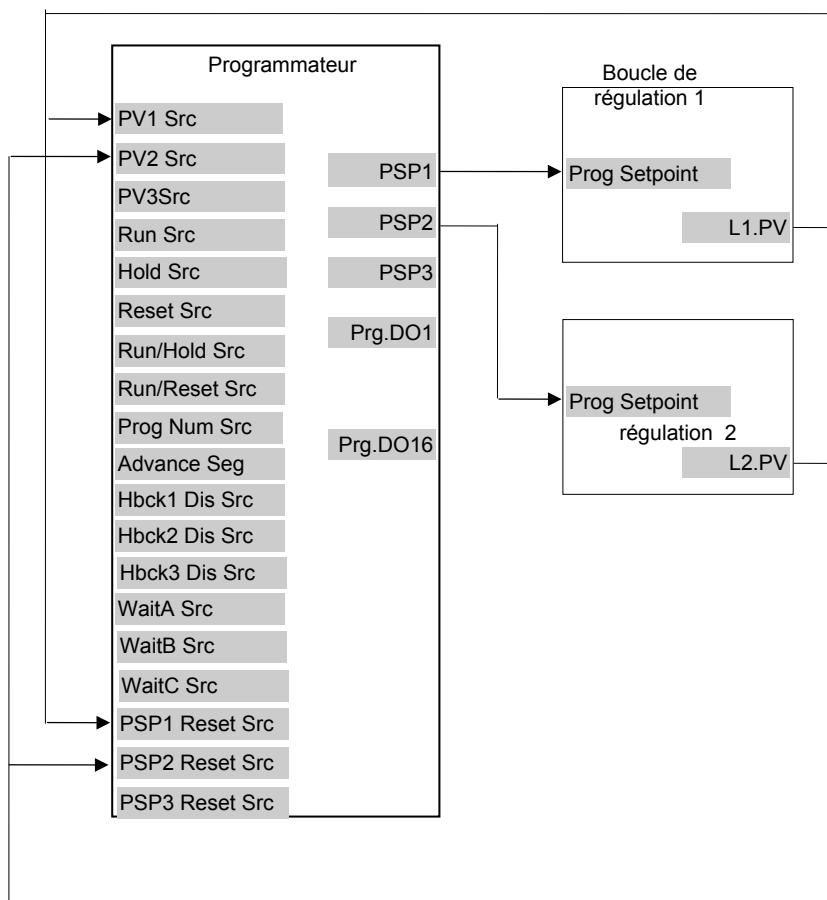 Programmateur
PV1 Src
PV2 Src
PV3Src
Run Src
Hold Src
Reset Src
Run/Hold Src
Run/Reset Src
Prog Num Src
Advance Seg
Hbck1 Dis Src
Hbck2 Dis Src
Hbck3 Dis Src
WaitA Src
WaitB Src
WaitC Src
PSP1 Reset Src
PSP2 Reset Src
PSP3 Reset Src
PSP1
PSP2
PSP3
Prg.DO1
Prg.DO16
Boucle de
régulation 1
Prog Setpoint
L1.PV
Prog Setpoint
régulation 2
L2.PV